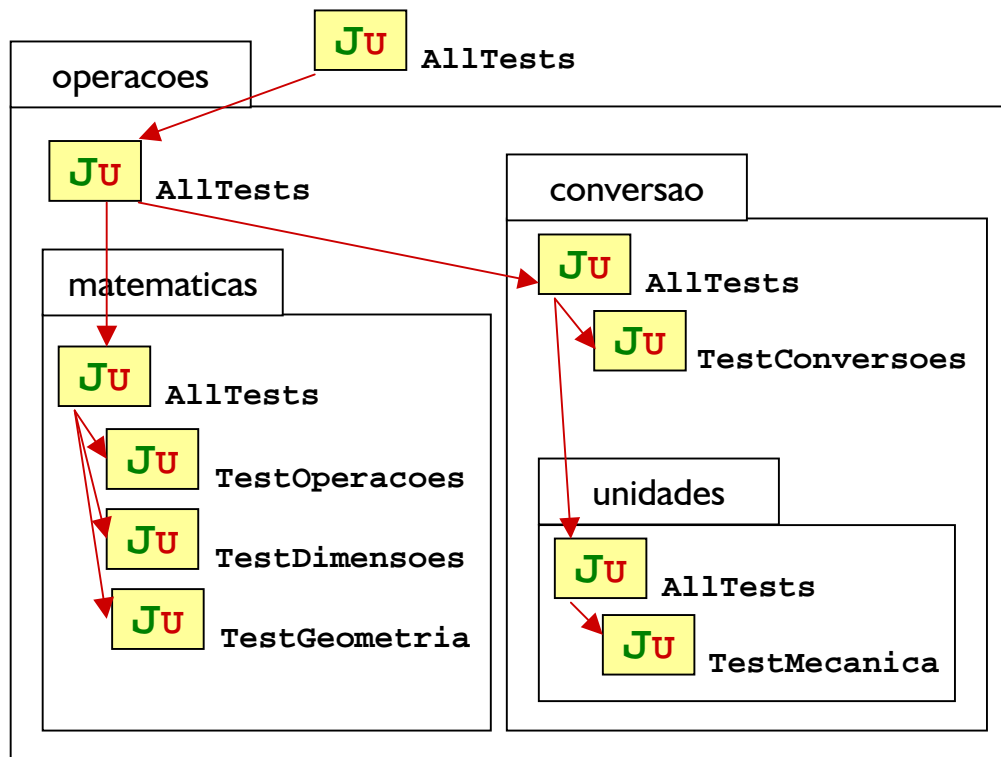 JU
AllTests
operacoes
JU
AllTests
conversao
JU
AllTests
matematicas
JU
TestConversoes
JU
AllTests
JU
TestOperacoes
unidades
JU
TestDimensoes
JU
AllTests
JU
TestGeometria
JU
TestMecanica